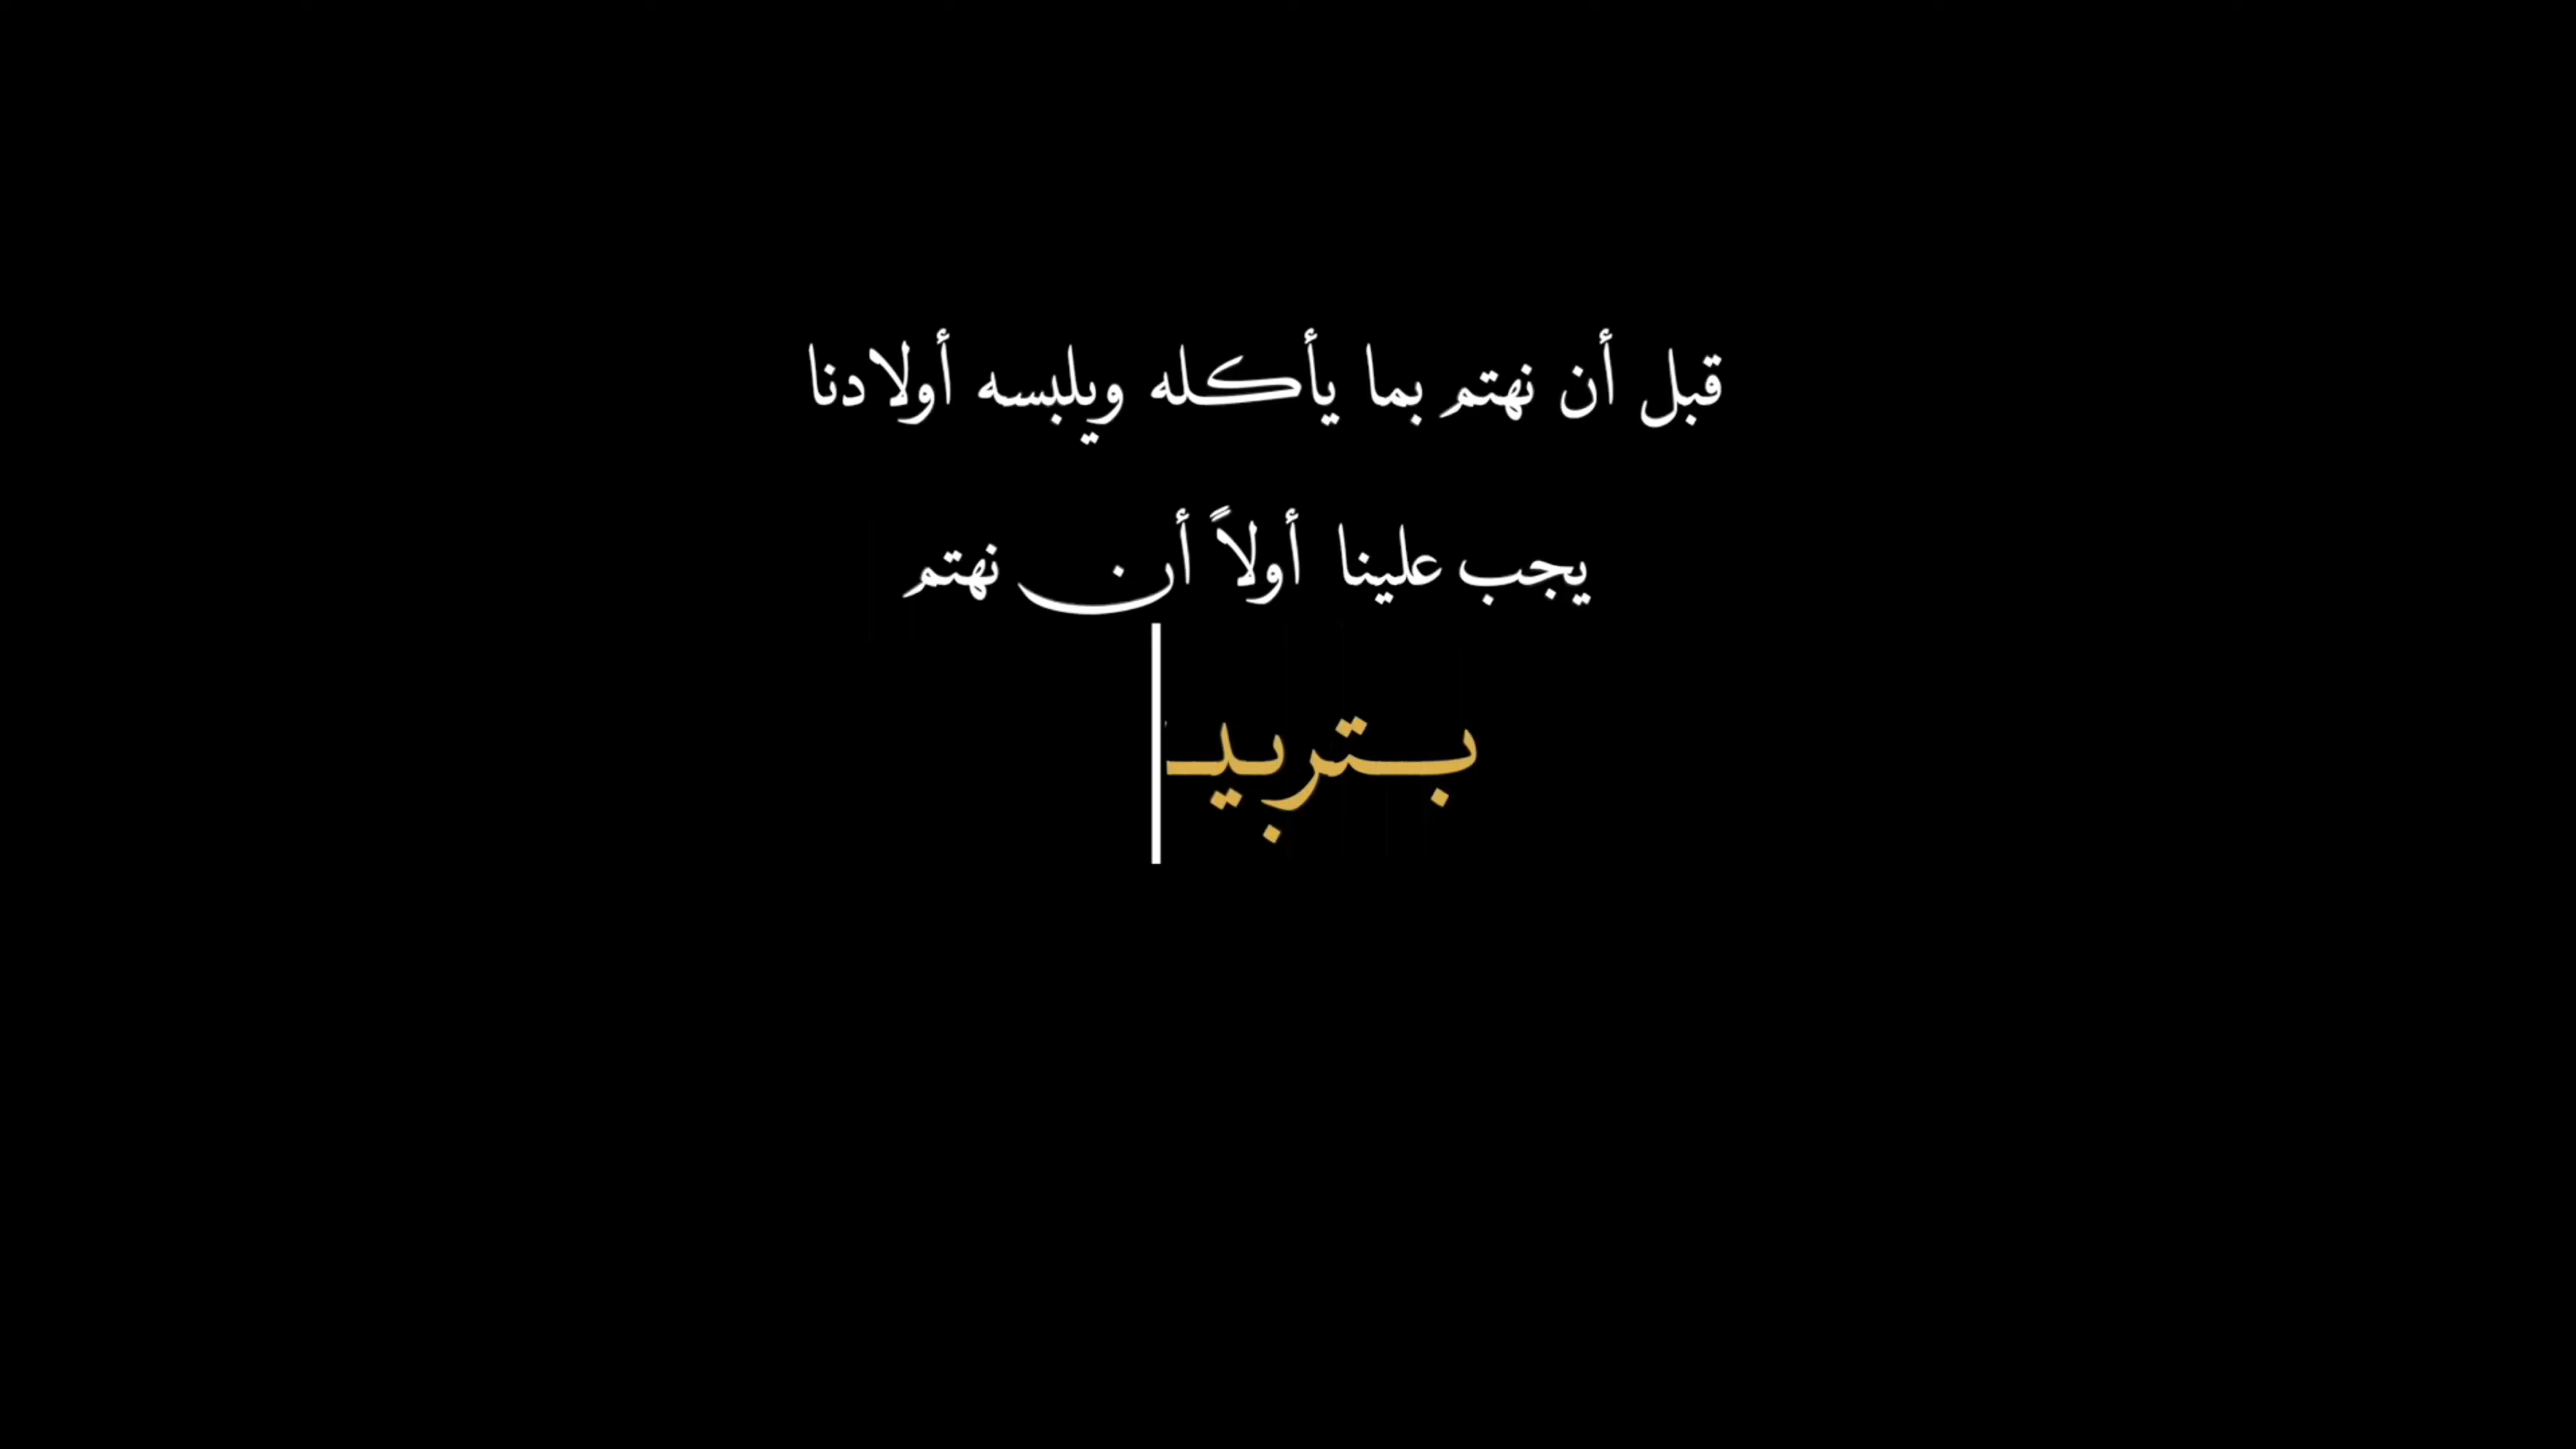 قبل أن نهتم بما يأكله ويلبسه أولادنا
يجب علينا أولاً أن نهتم
بتربيـ